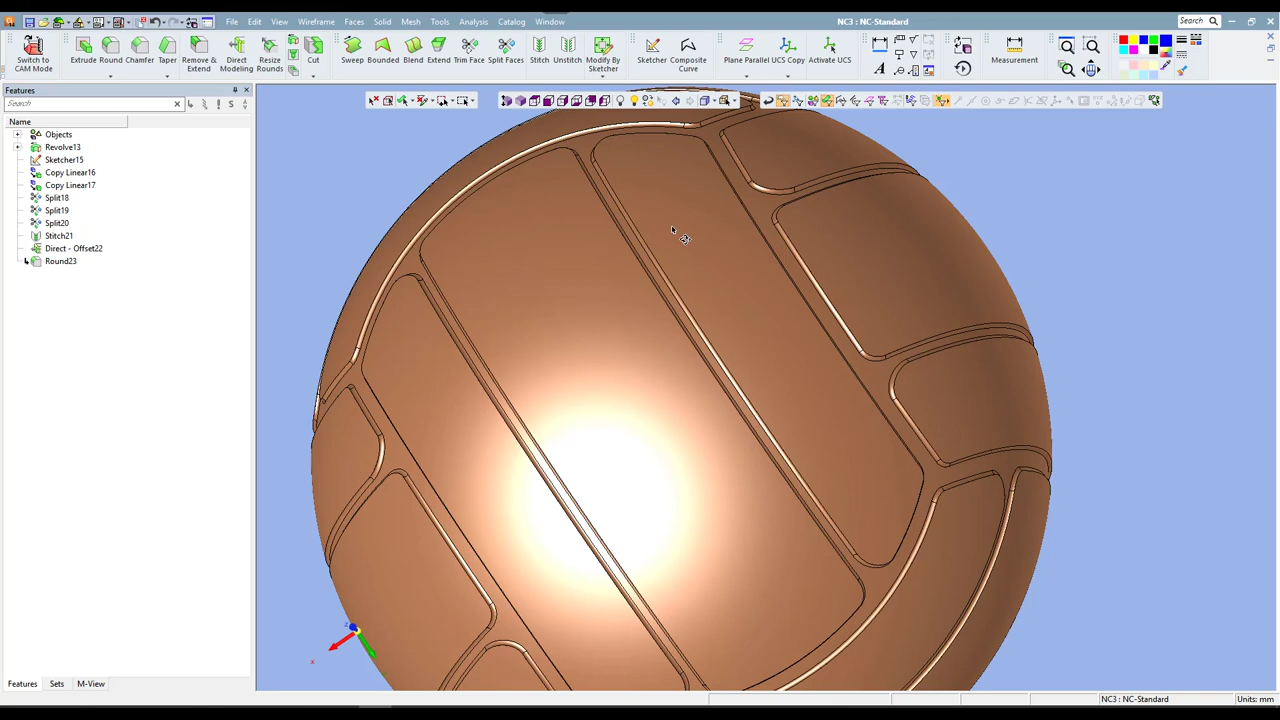 File Edit View Wireframe Faces Solid Mesh Tools Analysis Catalog Window
NC3 : NC-Standard
Search
Switch to
CAM Mode
Extrude
Round
Chamfer
Taper
Remove &
Extend
Direct
Modeling
Resize
Rounds
Cut
Sweep
Bounded
Blend
Extend
Split Faces
Stitch
Unstitch
Modify By
Sketcher
Sketcher
Composite
Curve
Plane Parallel
UCS Copy
Activate UCS
A
Measurement
Features
Search
Name
Objects
Revolve13
Sketcher15
Copy Linear16
Copy Linear17
Split18
Split19
Split20
Stitch21
Direct - Offset22
Round23
z
x
Features Sets M-View
NC3 : NC-Standard
Units: mm